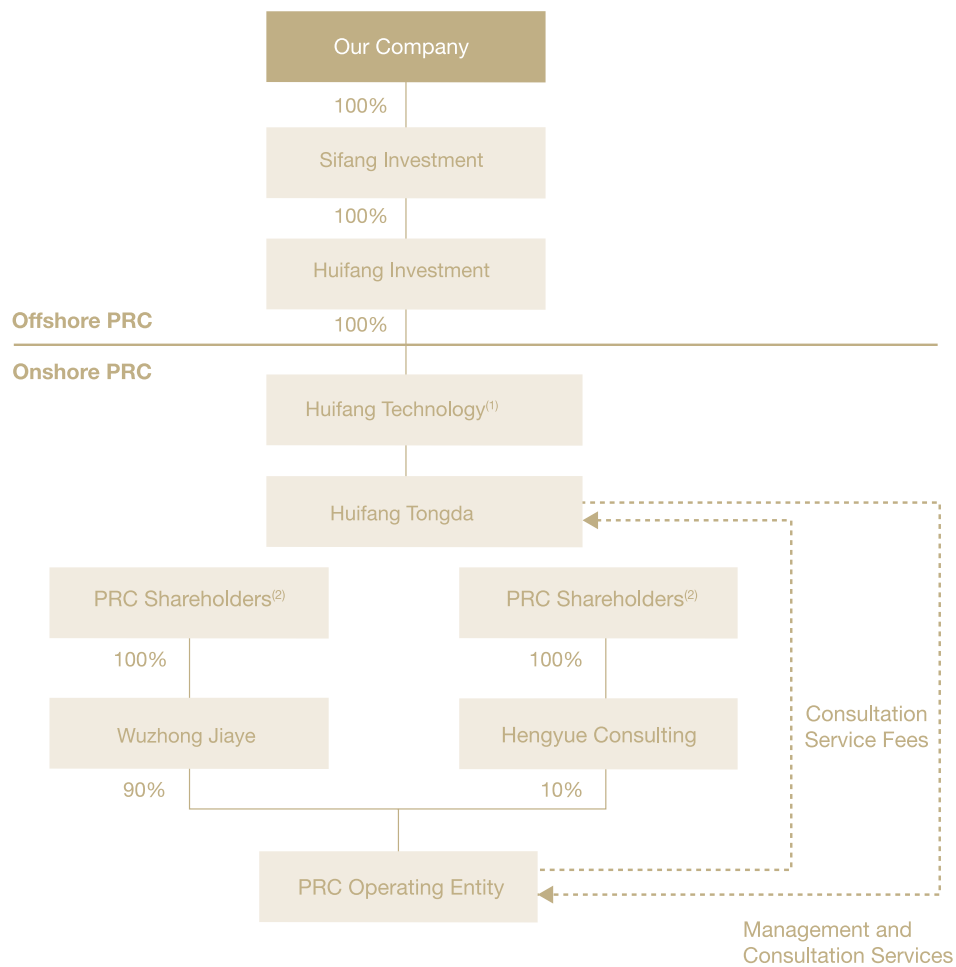 Our Company
100%
Sifang Investment
100%
Huifang Investment
Offshore PRC
100%
Onshore PRC
Huifang Technology(1)
Huifang Tongda
PRC Shareholders(2)
PRC Shareholders(2)
100%
100%
Wuzhong Jiaye
Hengyue Consulting
Consultation
Service Fees
90%
10%
PRC Operating Entity
Management and
Consultation Services